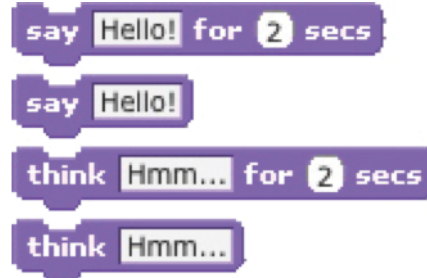 say Hello! for 2 secs
say Hello!
think Hmm... for 2 secs
think Hmm...